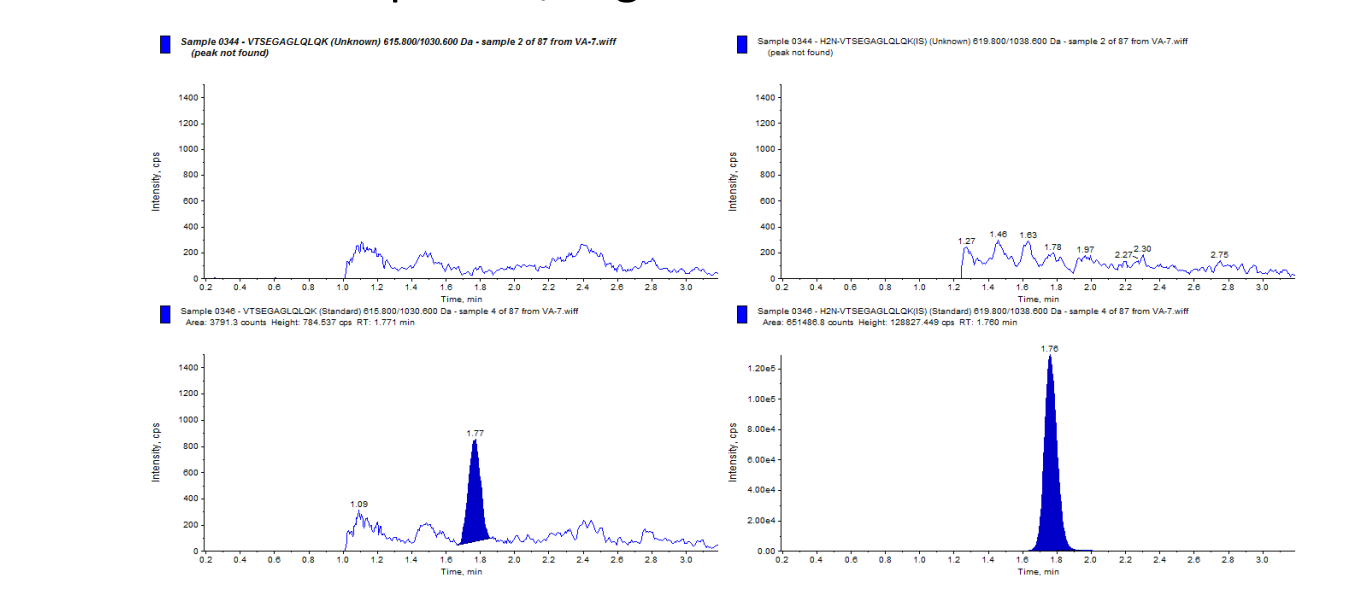 Sample 0344 - VTSEGAGLQLQK (Unknown) 615.800/1030.600 Da - sample 2 of 87 from VA-7.wiff
(peak not found)
1400
1200
1000
800
600
400
200
0
Intensity, cps
0.2 0.4 0.6 0.8 1.0 1.2 1.4 1.6 1.8 2.0 2.2 2.4 2.6 2.8 3.0
Time, min
Sample 0344 - H2N-VTSEGAGLQLQK(IS) (Unknown) 619.800/1038.600 Da - sample 2 of 87 from VA-7.wiff
(peak not found)
1400
1200
1000
800
600
400
200
0
Intensity, cps
1.27 1.46 1.63 1.78 1.97 2.27 2.30 2.75
0.2 0.4 0.6 0.8 1.0 1.2 1.4 1.6 1.8 2.0 2.2 2.4 2.6 2.8 3.0
Time, min
Sample 0346 - VTSEGAGLQLQK (Standard) 615.800/1030.600 Da - sample 4 of 87 from VA-7.wiff
Area: 3791.3 counts Height: 784.537 cps RT: 1.771 min
1400
1200
1000
800
600
400
200
0
Intensity, cps
1.09 1.77
0.2 0.4 0.6 0.8 1.0 1.2 1.4 1.6 1.8 2.0 2.2 2.4 2.6 2.8 3.0
Time, min
Sample 0346 - H2N-VTSEGAGLQLQK(IS) (Standard) 619.800/1038.600 Da - sample 4 of 87 from VA-7.wiff
Area: 651486.8 counts Height: 128827.449 cps RT: 1.760 min
1.20e5
1.00e5
8.00e4
6.00e4
4.00e4
2.00e4
0.00
Intensity, cps
1.76
0.2 0.4 0.6 0.8 1.0 1.2 1.4 1.6 1.8 2.0 2.2 2.4 2.6 2.8 3.0
Time, min